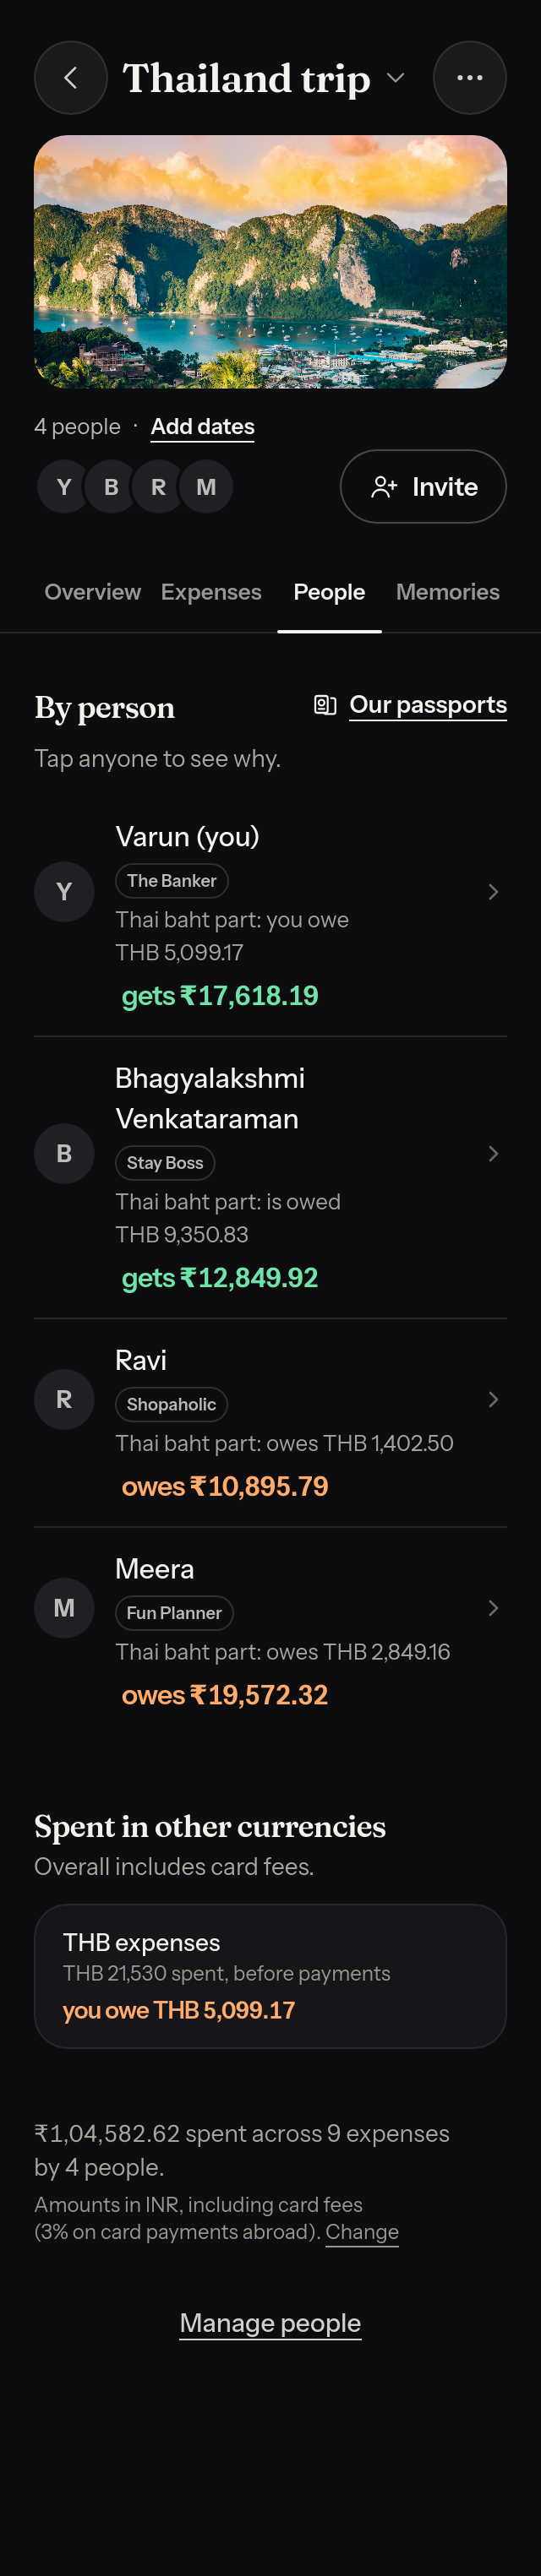 Thailand trip
4 people · Add dates
Y B R M
Invite
Overview Expenses People Memories
By person
Our passports
Tap anyone to see why.
Varun (you)
Y
The Banker
Thai baht part: you owe
THB 5,099.17
gets ₹17,618.19
Bhagyalakshmi
Venkataraman
B
Stay Boss
Thai baht part: is owed
THB 9,350.83
gets ₹12,849.92
Ravi
R
Shopaholic
Thai baht part: owes THB 1,402.50
owes ₹10,895.79
Meera
M
Fun Planner
Thai baht part: owes THB 2,849.16
owes ₹19,572.32
Spent in other currencies
Overall includes card fees.
THB expenses
THB 21,530 spent, before payments
you owe THB 5,099.17
₹1,04,582.62 spent across 9 expenses
by 4 people.
Amounts in INR, including card fees
(3% on card payments abroad). Change
Manage people